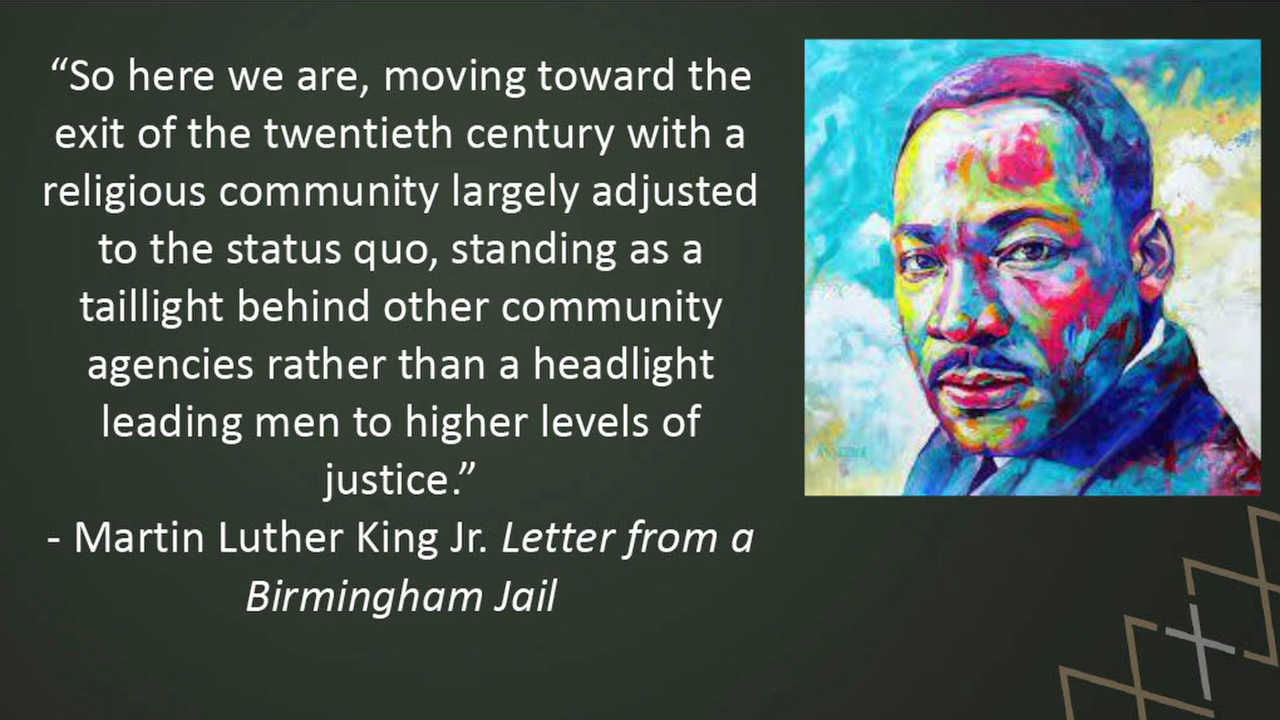 “So here we are, moving toward the
exit of the twentieth century with a
religious community largely adjusted
to the status quo, standing as a
taillight behind other community
agencies rather than a headlight
leading men to higher levels of
justice.”
- Martin Luther King Jr. Letter from a
Birmingham Jail